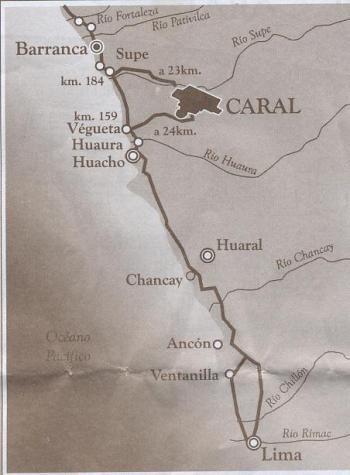 Río Fortaleza
Río Pativilca
Barranca
Supe
Río Supe
km. 184
a 23km.
CARAL
km. 159
Végueta
a 24km.
Huaura
Huacho
Río Huaura
Huaral
Río Chancay
Chancay
Océano
Pacífico
Ancón
Ventanilla
Río Chillón
Río Rímac
Lima